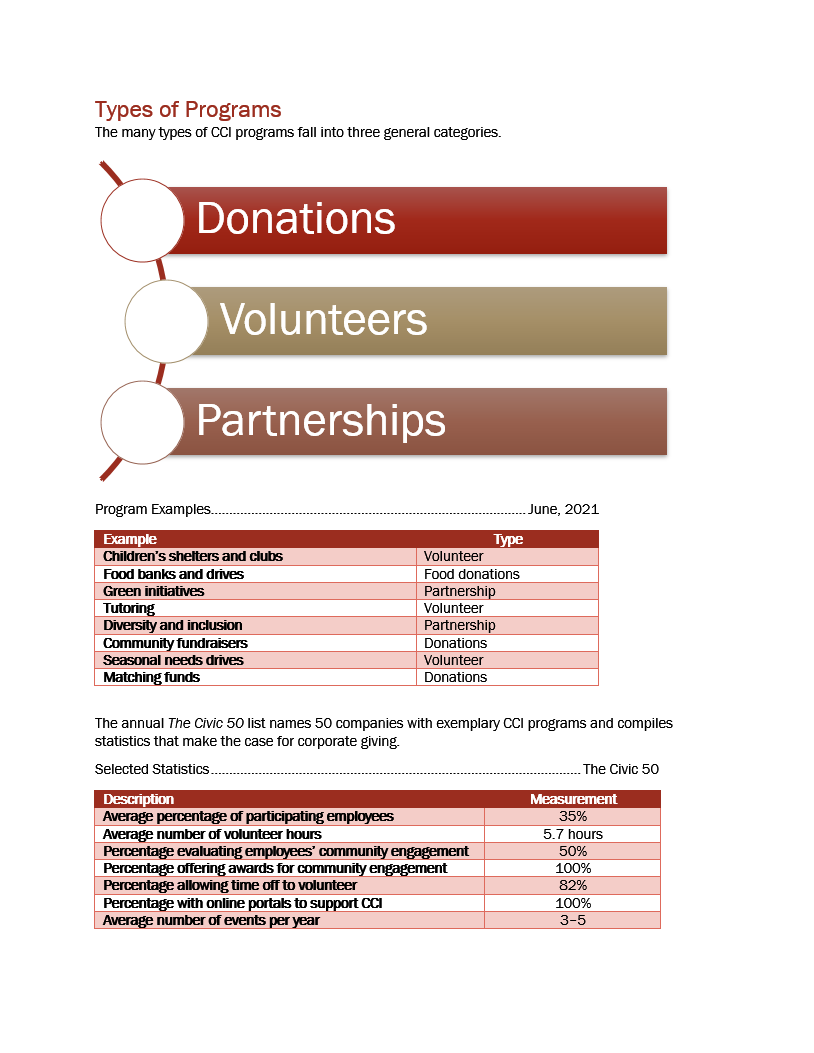 Types of Programs
The many types of CCI programs fall into three general categories.
Donations
Volunteers
Partnerships
Program Examples....................................................................................June, 2021
Example Type
Children's shelters and clubs Volunteer
Food banks and drives Food donations
Green initiatives Partnership
Tutoring Volunteer
Diversity and inclusion Partnership
Community fundraisers Donations
Seasonal needs drives Volunteer
Matching funds Donations
The annual The Civic 50 list names 50 companies with exemplary CCI programs and compiles
statistics that make the case for corporate giving.
Selected Statistics....................................................................................................The Civic 50
Description Measurement
Average percentage of participating employees 35%
Average number of volunteer hours 5.7 hours
Percentage evaluating employees' community engagement 50%
Percentage offering awards for community engagement 100%
Percentage allowing time off to volunteer 82%
Percentage with online portals to support CCI 100%
Average number of events per year 3–5